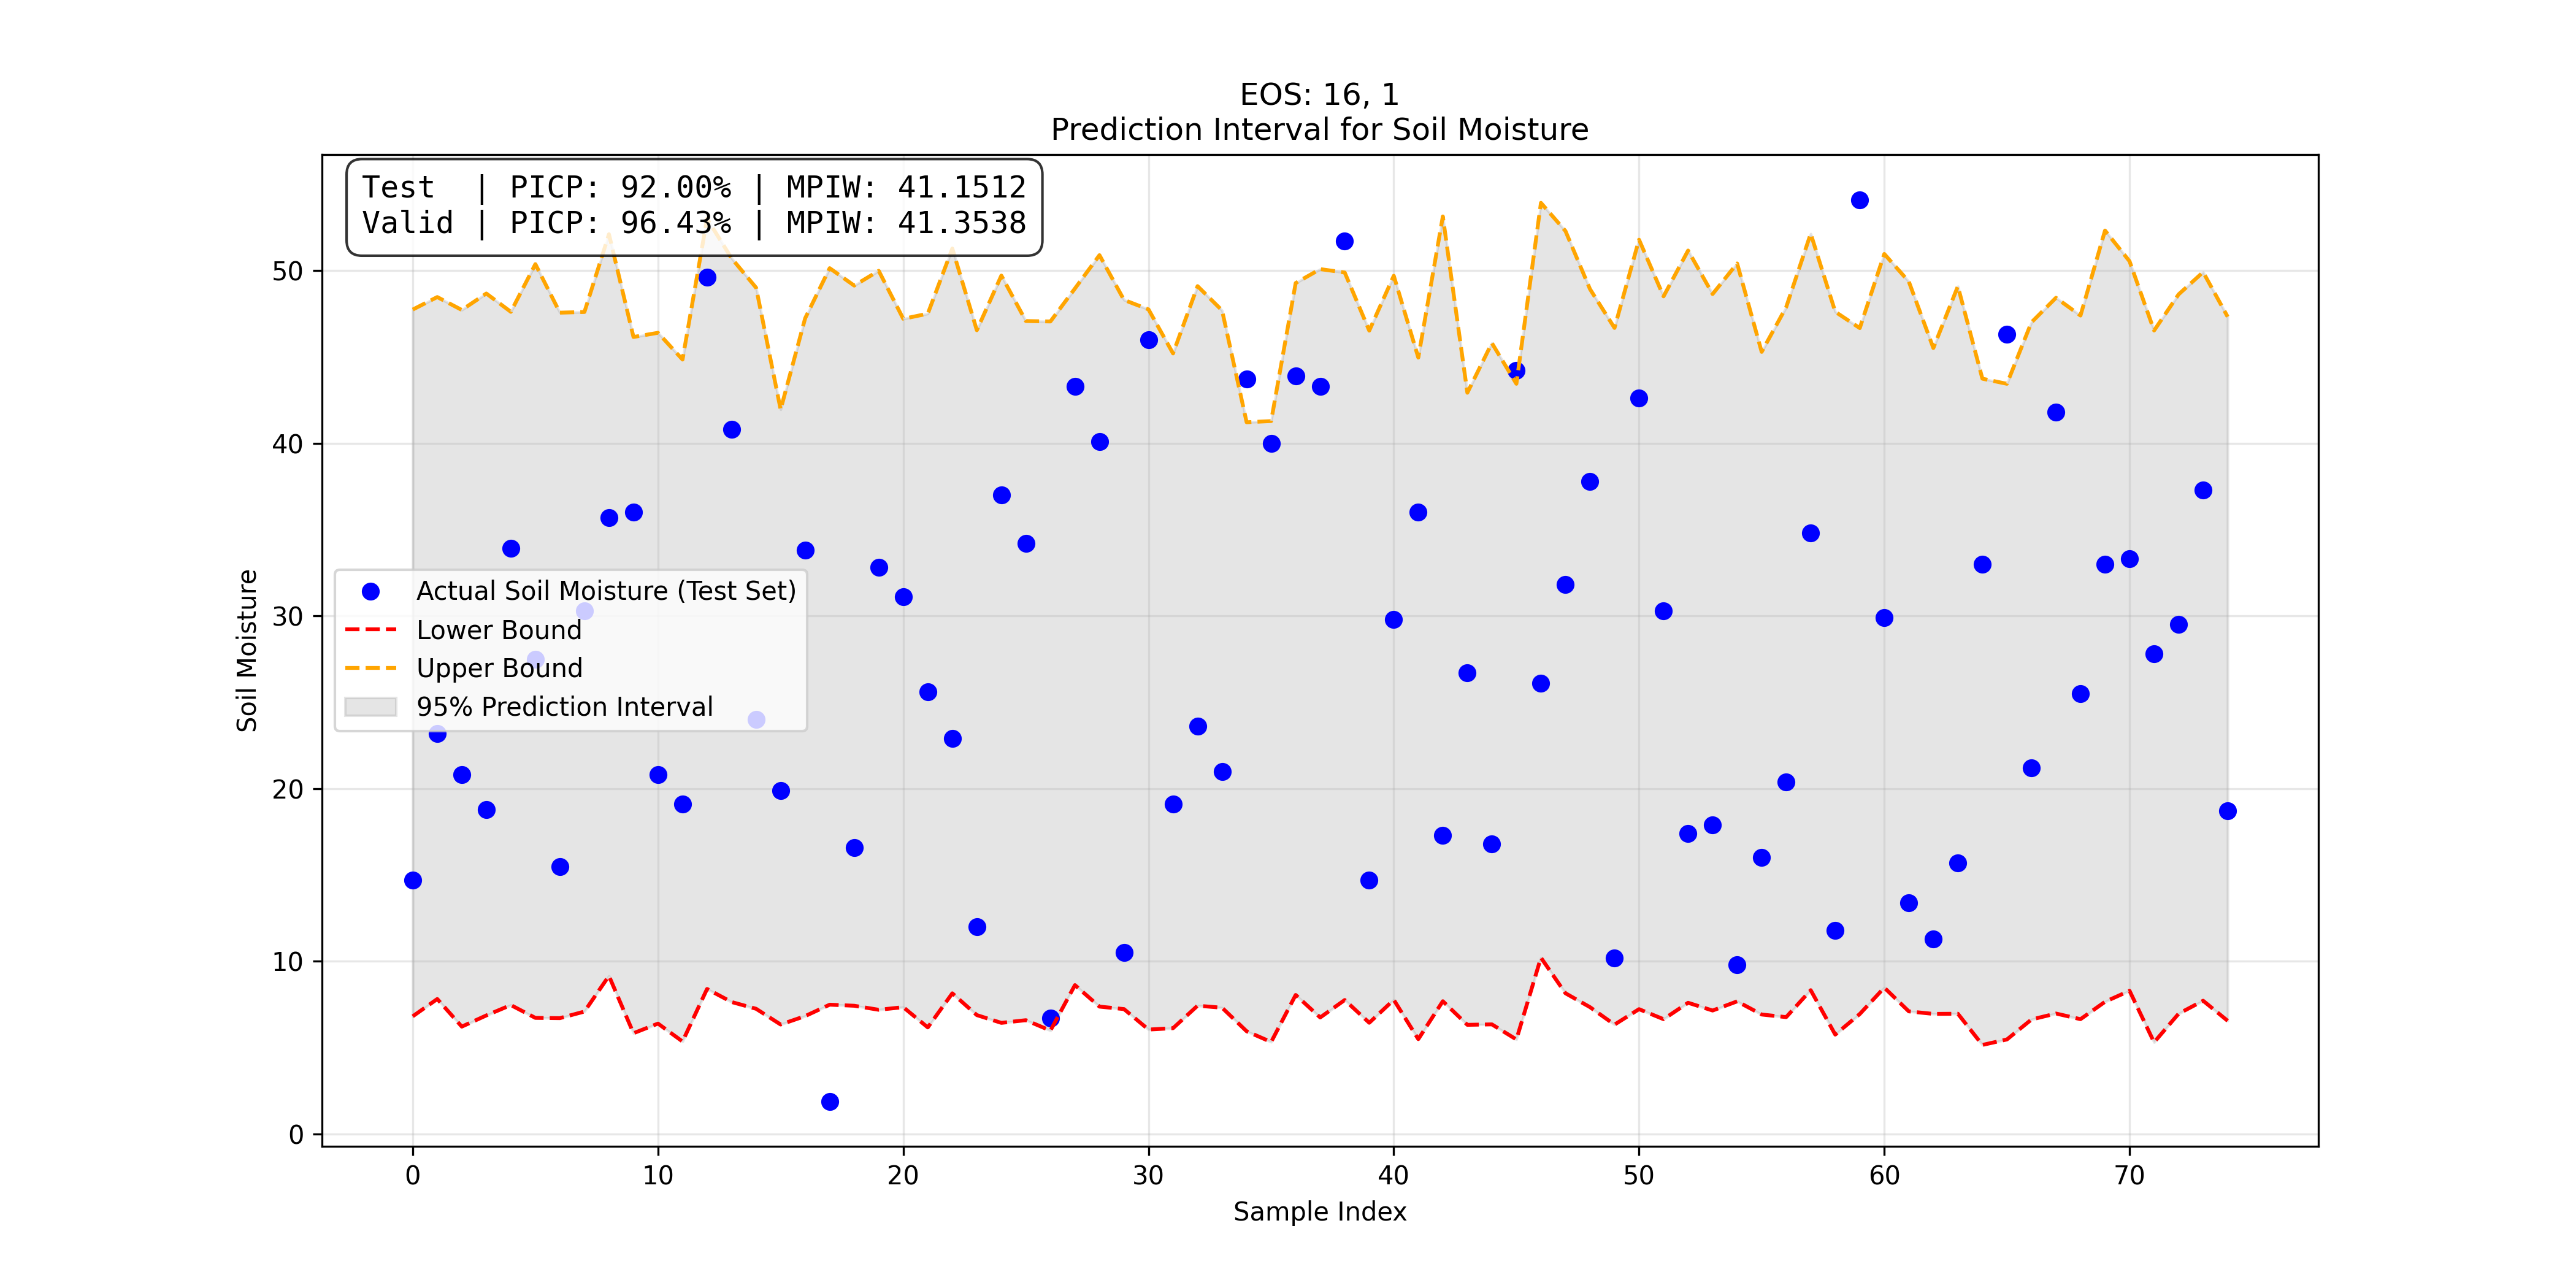 EOS: 16, 1
Prediction Interval for Soil Moisture
Test  | PICP: 92.00% | MPIW: 41.1512
Valid | PICP: 96.43% | MPIW: 41.3538
50
40
30
20
10
0
Soil Moisture
Actual Soil Moisture (Test Set)
Lower Bound
Upper Bound
95% Prediction Interval
0 10 20 30 40 50 60 70
Sample Index